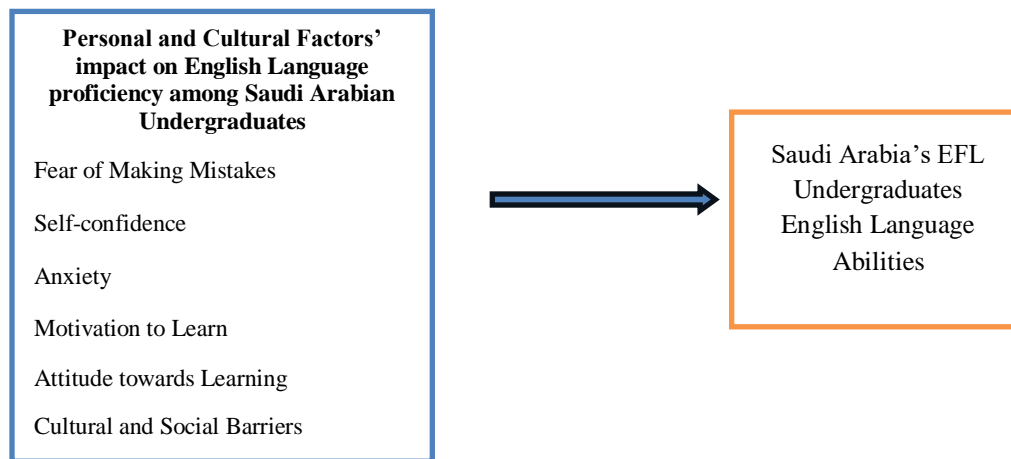 Personal and Cultural Factors’
impact on English Language
proficiency among Saudi Arabian
Undergraduates
Fear of Making Mistakes
Self-confidence
Anxiety
Motivation to Learn
Attitude towards Learning
Cultural and Social Barriers
Saudi Arabia’s EFL
Undergraduates
English Language
Abilities